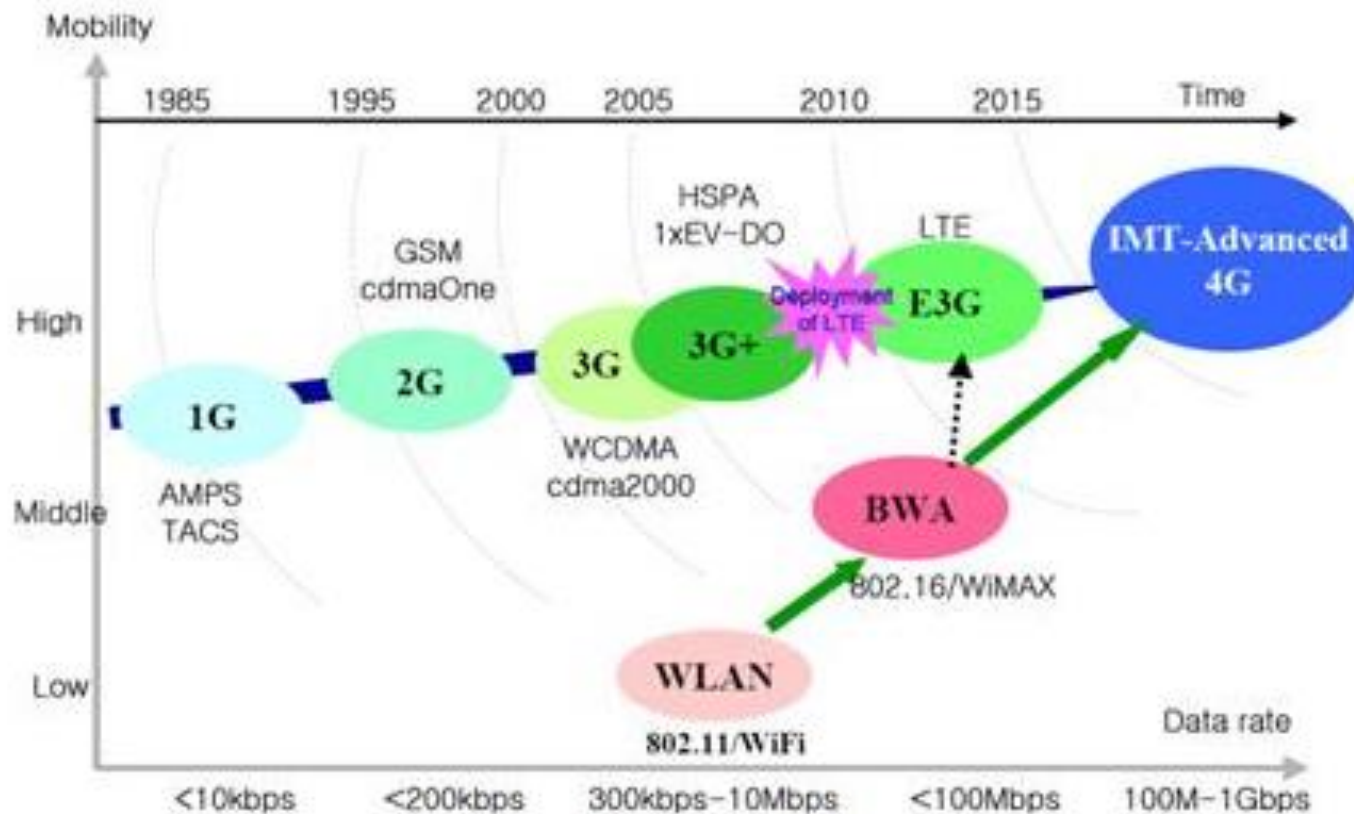 Mobility
1985 1995 2000 2005 2010 2015 Time
HSPA
1xEV-DO
LTE
IMT-Advanced
4G
GSM
cdmaOne
Deployment
of LTE
E3G
High
3G
3G+
2G
1G
WCDMA
cdma2000
AMPS
TACS
Middle
BWA
802.16/WiMAX
WLAN
Low
802.11/WiFi
Data rate
<10kbps <200kbps 300kbps-10Mbps <100Mbps 100M-1Gbps